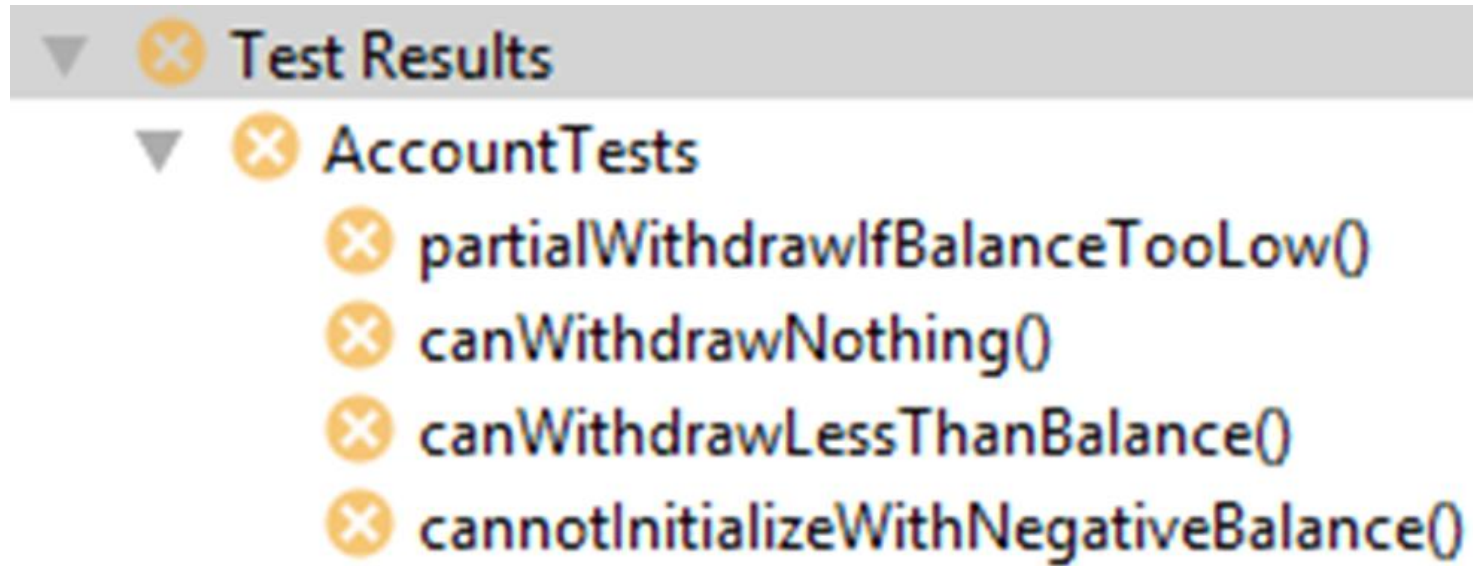 Test Results
AccountTests
partialWithdrawIfBalanceTooLow()
canWithdrawNothing()
canWithdrawLessThanBalance()
cannotInitializeWithNegativeBalance()